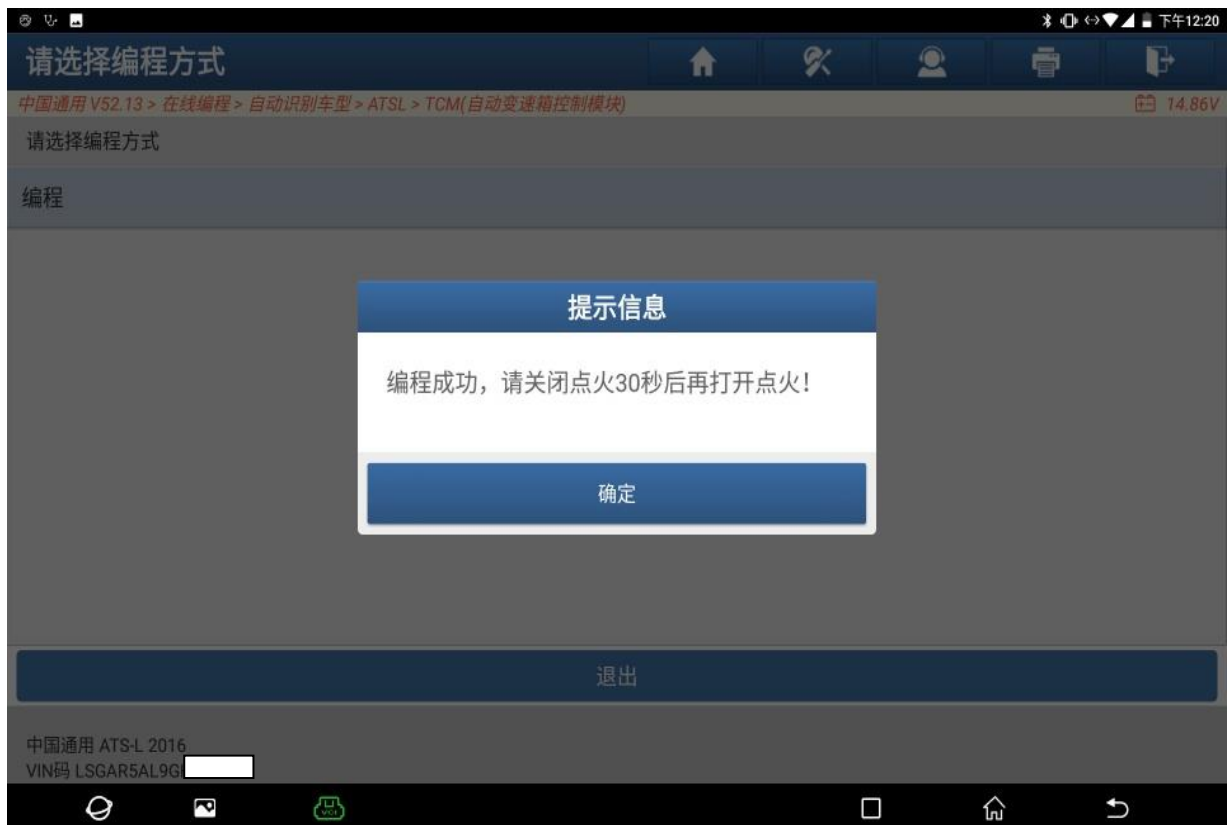 下午12:20
请选择编程方式
中国通用 V52.13 > 在线编程 > 自动识别车型 > ATSL > TCM(自动变速箱控制模块)
14.86V
请选择编程方式
编程
提示信息
编程成功，请关闭点火30秒后再打开点火！
确定
退出
中国通用 ATS-L 2016
VIN码 LSGAR5AL9G
VCI